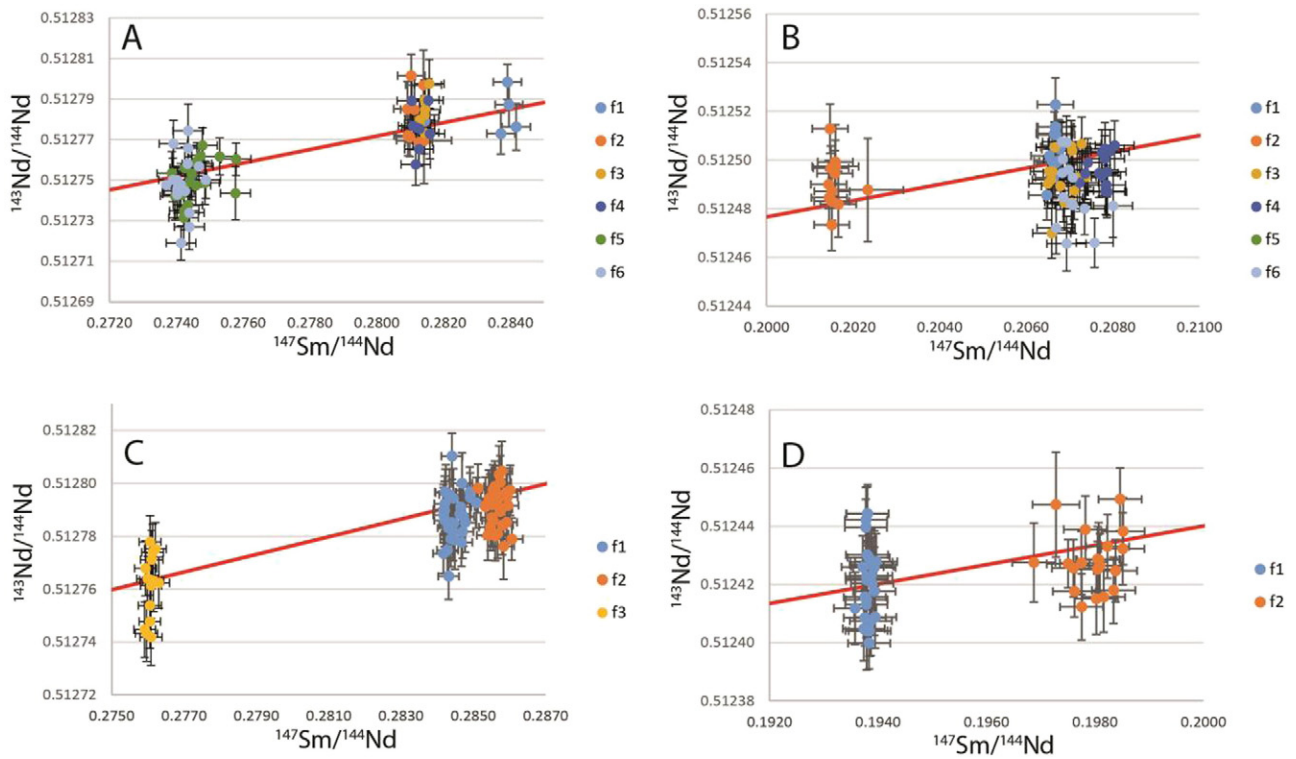 A
0.51283
0.51281
0.51279
0.51277
0.51275
0.51273
0.51271
0.51269
¹⁴³Nd/¹⁴⁴Nd
0.2720 0.2740 0.2760 0.2780 0.2800 0.2820 0.2840
¹⁴⁷Sm/¹⁴⁴Nd
f1
f2
f3
f4
f5
f6
B
0.51256
0.51254
0.51252
0.51250
0.51248
0.51246
0.51244
¹⁴³Nd/¹⁴⁴Nd
0.2000 0.2020 0.2040 0.2060 0.2080 0.2100
¹⁴⁷Sm/¹⁴⁴Nd
f1
f2
f3
f4
f5
f6
C
0.51282
0.51280
0.51278
0.51276
0.51274
0.51272
¹⁴³Nd/¹⁴⁴Nd
0.2750 0.2770 0.2790 0.2810 0.2830 0.2850 0.2870
¹⁴⁷Sm/¹⁴⁴Nd
f1
f2
f3
D
0.51248
0.51246
0.51244
0.51242
0.51240
0.51238
¹⁴³Nd/¹⁴⁴Nd
0.1920 0.1940 0.1960 0.1980 0.2000
¹⁴⁷Sm/¹⁴⁴Nd
f1
f2